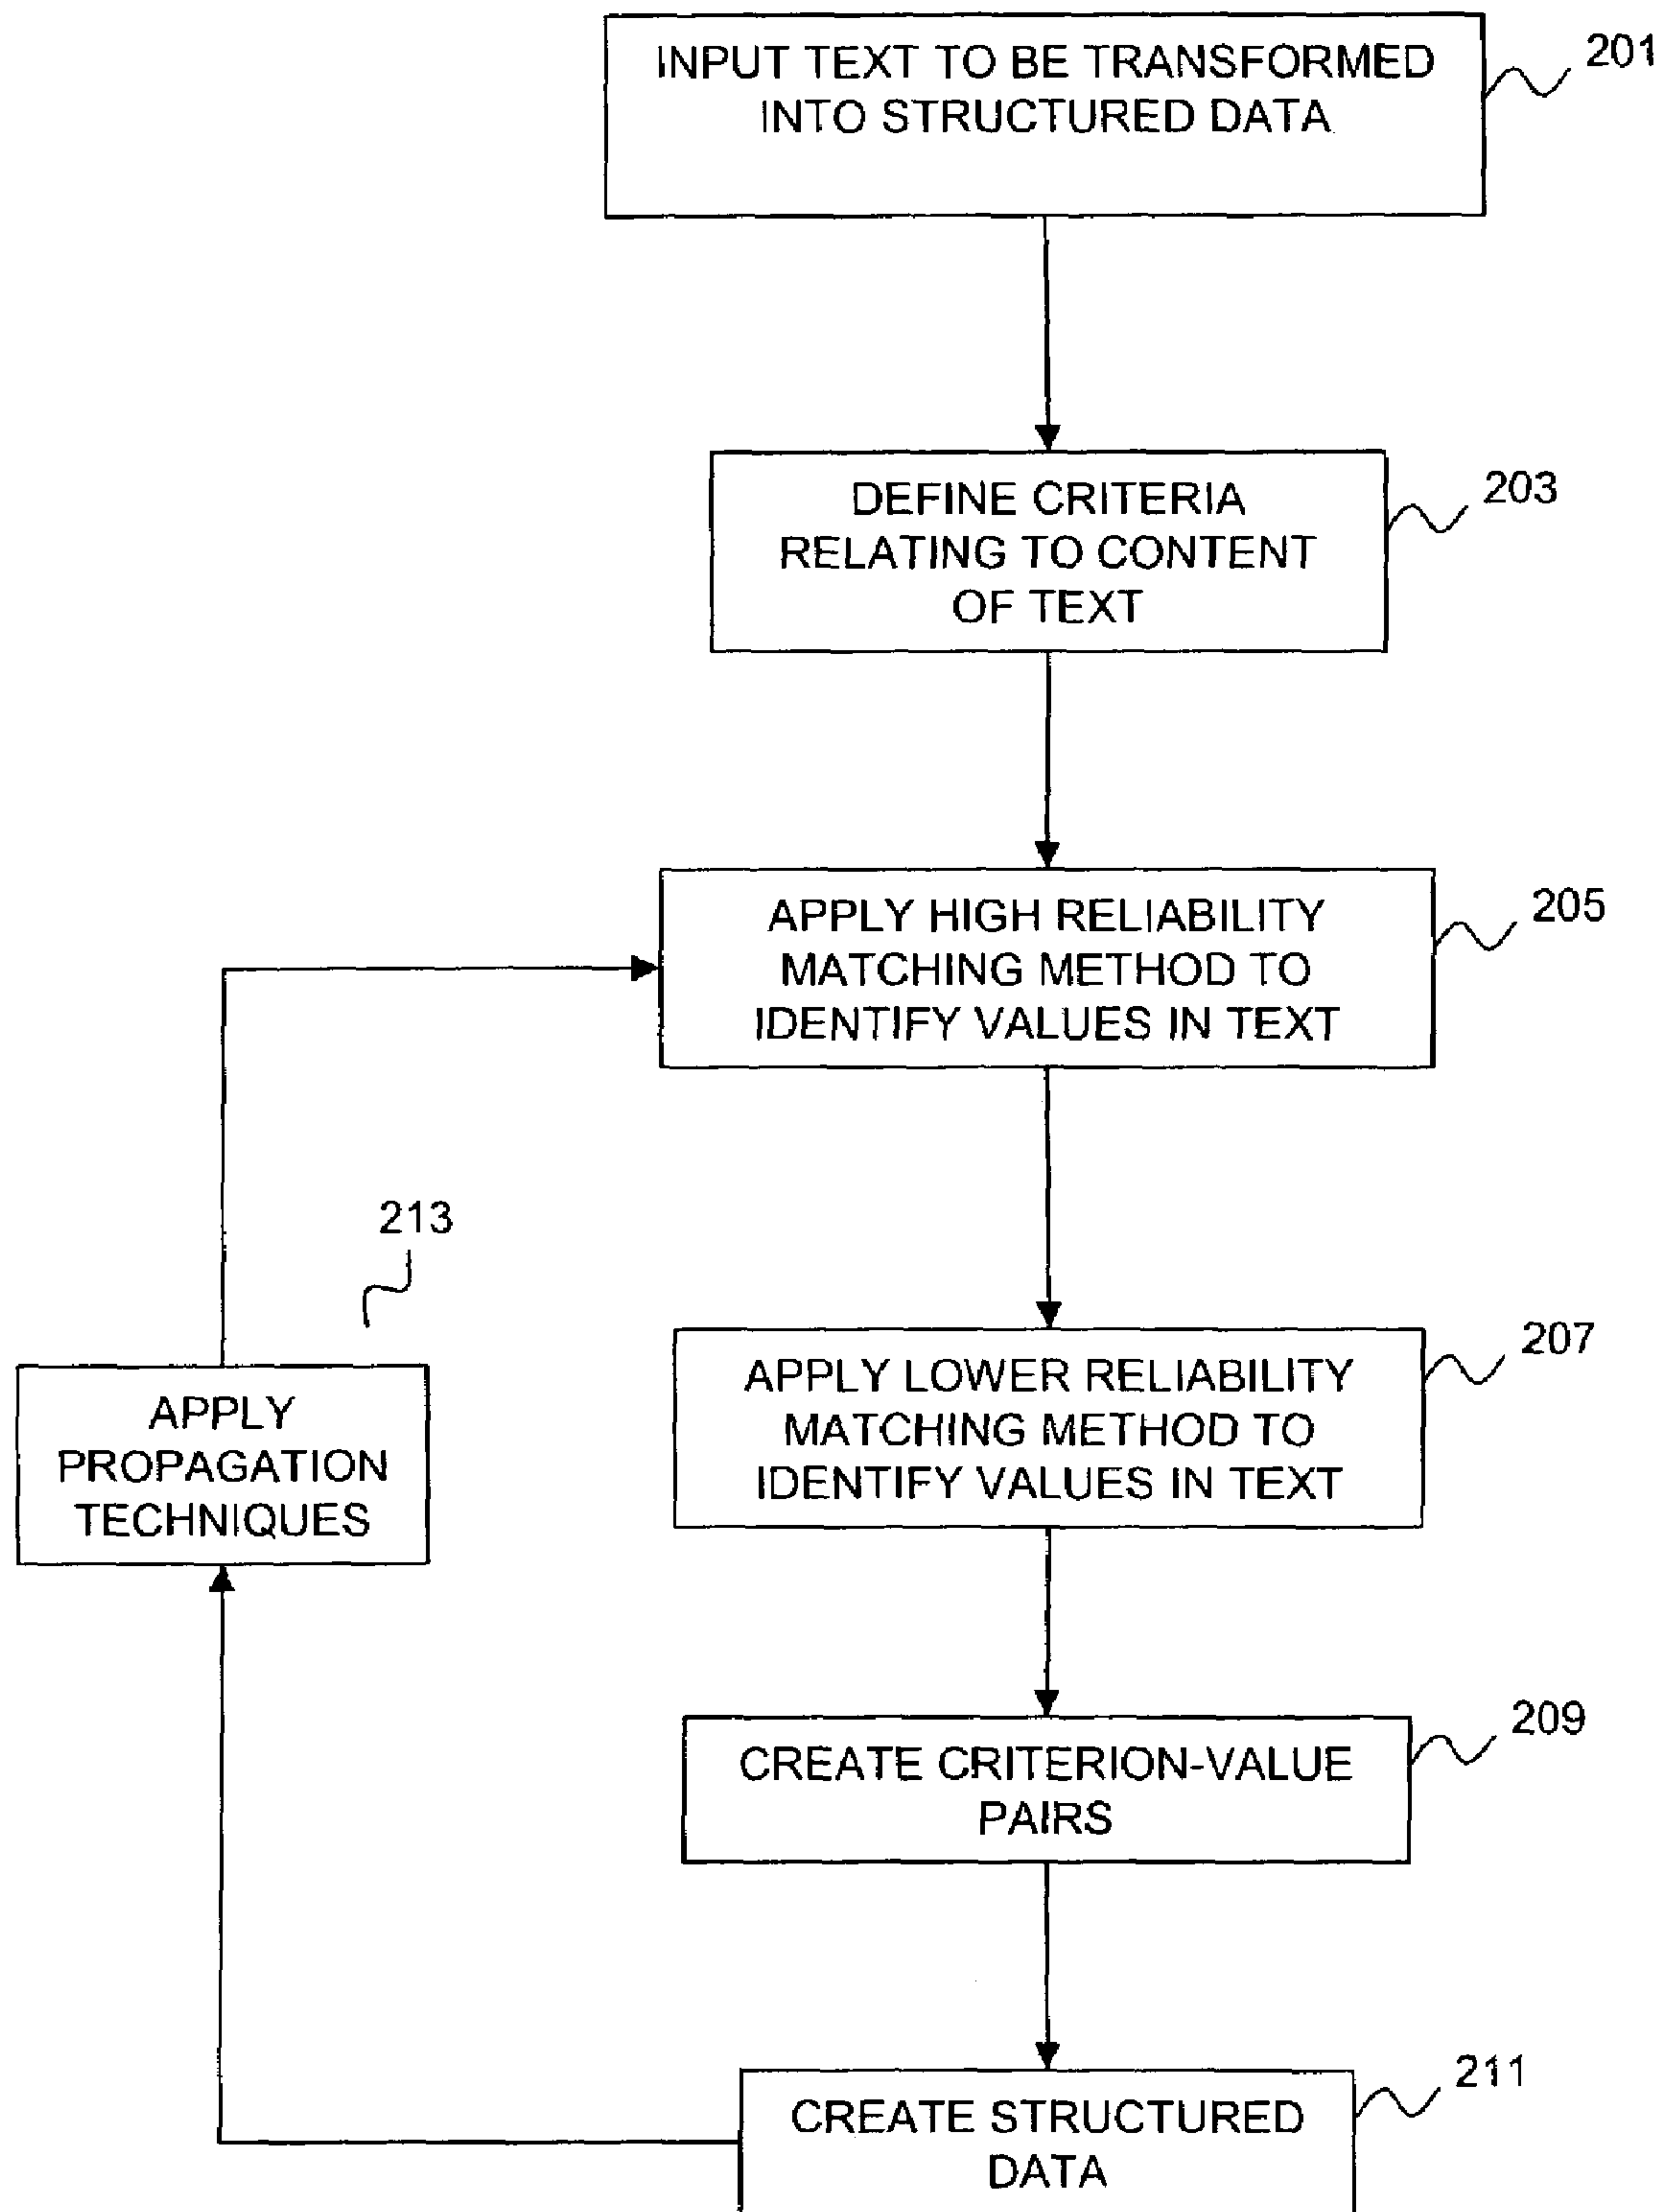 INPUT TEXT TO BE TRANSFORMED
INTO STRUCTURED DATA
201
DEFINE CRITERIA
RELATING TO CONTENT
OF TEXT
203
APPLY HIGH RELIABILITY
MATCHING METHOD TO
IDENTIFY VALUES IN TEXT
205
213
APPLY LOWER RELIABILITY
MATCHING METHOD TO
IDENTIFY VALUES IN TEXT
207
APPLY
PROPAGATION
TECHNIQUES
CREATE CRITERION-VALUE
PAIRS
209
CREATE STRUCTURED
DATA
211